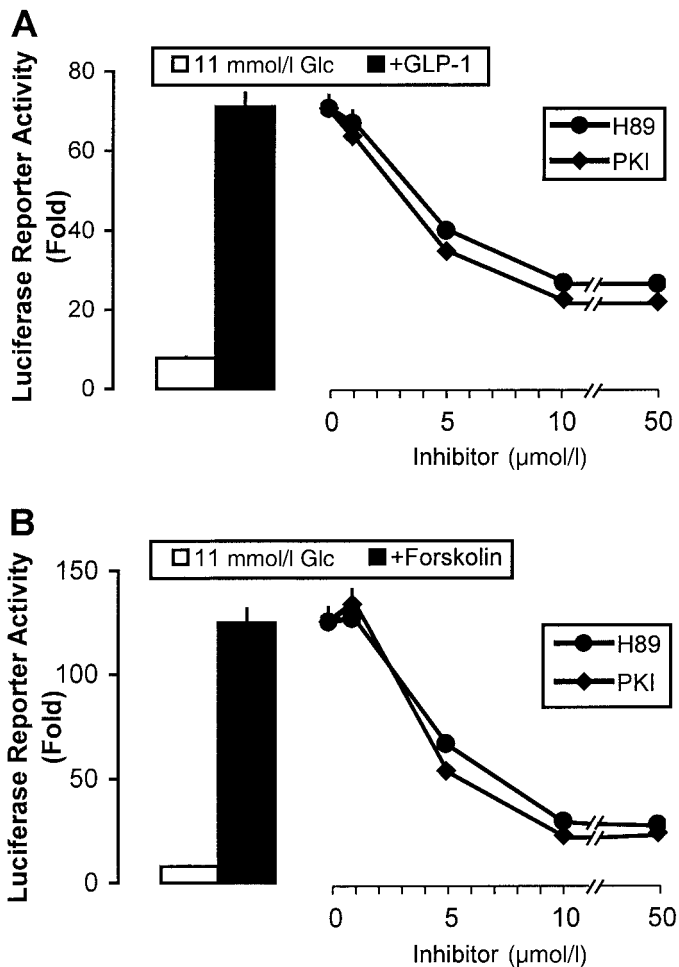 A
Luciferase Reporter Activity
(Fold)
11 mmol/l Glc +GLP-1
80
60
40
20
0
H89
PKI
0 5 10 50
Inhibitor (µmol/l)
B
Luciferase Reporter Activity
(Fold)
11 mmol/l Glc +Forskolin
150
100
50
0
H89
PKI
0 5 10 50
Inhibitor (µmol/l)